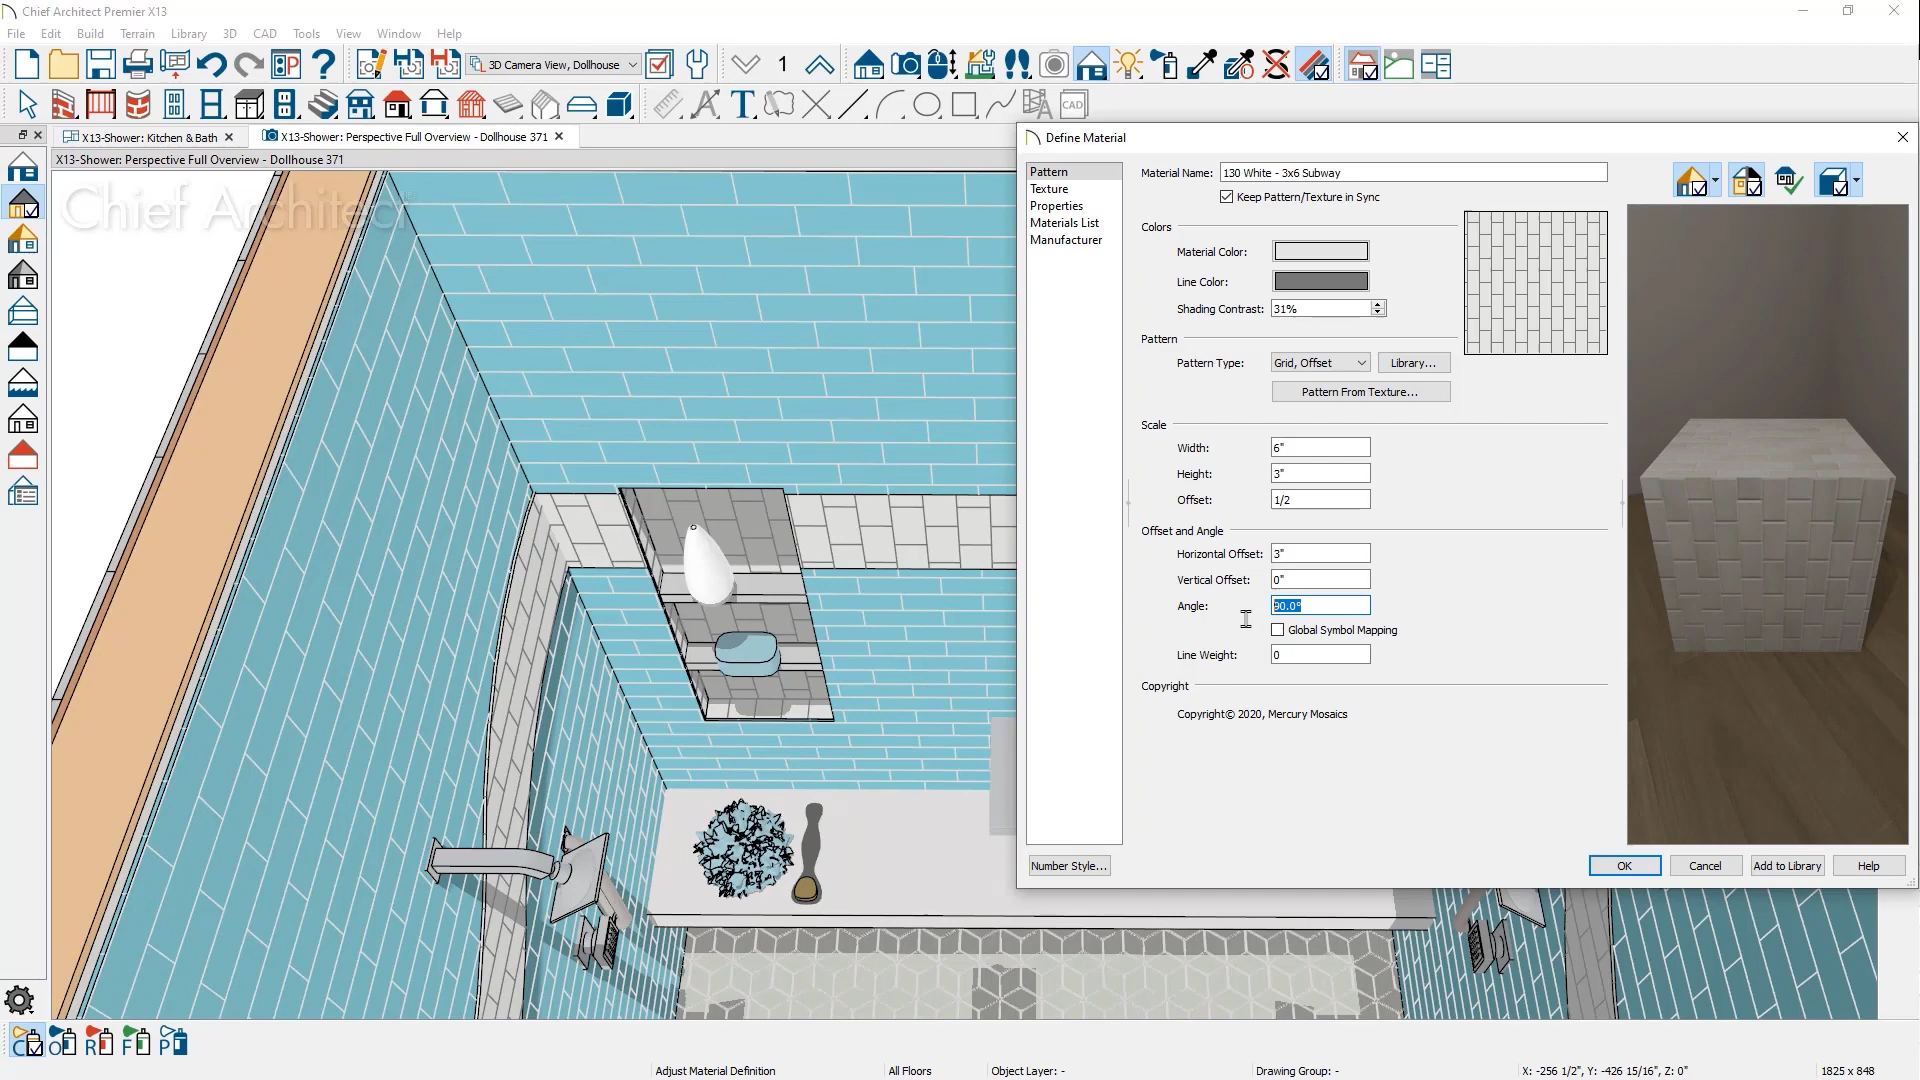 Chief Architect Premier X13
File Edit Build Terrain Library 3D CAD Tools View Window Help
3D Camera View, Dollhouse
1
T
CAD
X13-Shower: Kitchen & Bath
X13-Shower: Perspective Full Overview - Dollhouse 371
X13-Shower: Perspective Full Overview - Dollhouse 371
Chief Architect
Define Material
Pattern
Texture
Properties
Materials List
Manufacturer
Material Name: 130 White - 3x6 Subway
Keep Pattern/Texture in Sync
Colors
Material Color:
Line Color:
Shading Contrast: 31%
Pattern
Pattern Type: Grid, Offset Library...
Pattern From Texture...
Scale
Width: 6"
Height: 3"
Offset: 1/2
Offset and Angle
Horizontal Offset: 3"
Vertical Offset: 0"
Angle: 90.0°
Global Symbol Mapping
Line Weight: 0
Copyright
Copyright© 2020, Mercury Mosaics
Number Style... OK Cancel Add to Library Help
C O R F P
Adjust Material Definition All Floors Object Layer: - Drawing Group: - X: -256 1/2", Y: -426 15/16", Z: 0" 1825 x 848